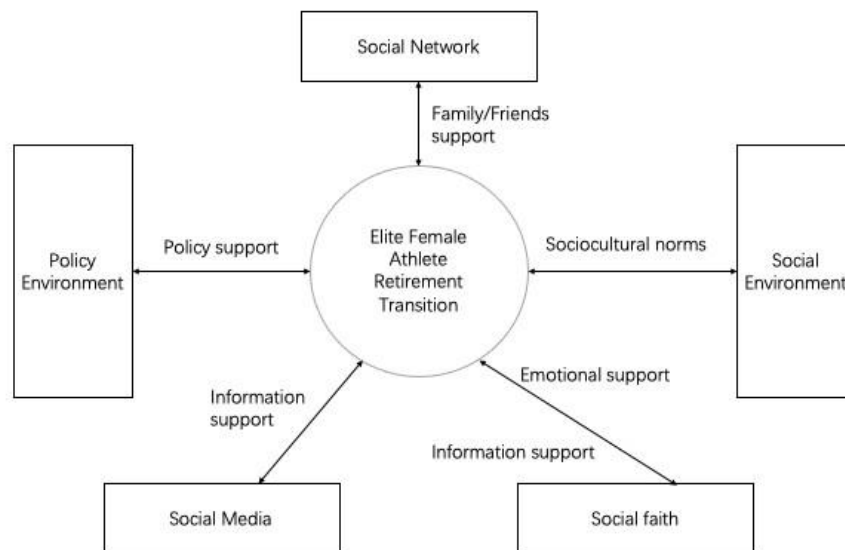 Social Network
Family/Friends
support
Policy
Environment
Policy support
Elite Female
Athlete
Retirement
Transition
Sociocultural norms
Social
Environment
Information
support
Emotional support
Information support
Social Media
Social faith